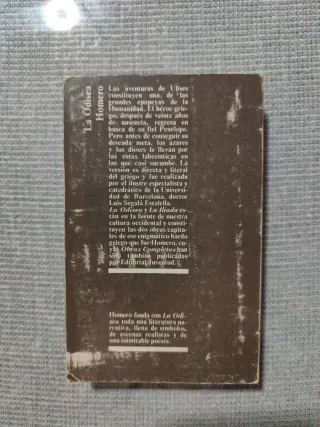 La Odisea
Homero
Las aventuras de Ulises
constituyen una de las
grandes epopeyas de la
Humanidad. El héroe grie-
go, después de veinte años
de ausencia, regresa en
busca de su fiel Penélope.
Pero antes de conseguir su
deseada meta, los azares y
los dioses le llevan por
las rutas laberínticas en
las que casi sucumbe. La
versión es directa y literal
del griego y fue realizada
por el ilustre especialista y
catedrático de la Universi-
dad de Barcelona, doctor
Luis Segalá Estalella.
La Odisea y La Ilíada es-
tán en la fuente de nuestra
cultura occidental y consti-
tuyen las dos obras capita-
les de ese enigmático bardo
griego que fue Homero, cu-
yas Obras Completas han
sido también publicadas
por Editorial Juventud.
Homero funda con La Odi-
sea toda una literatura na-
rrativa, llena de símbolos,
de escenas realistas y de
una inimitable poesía.